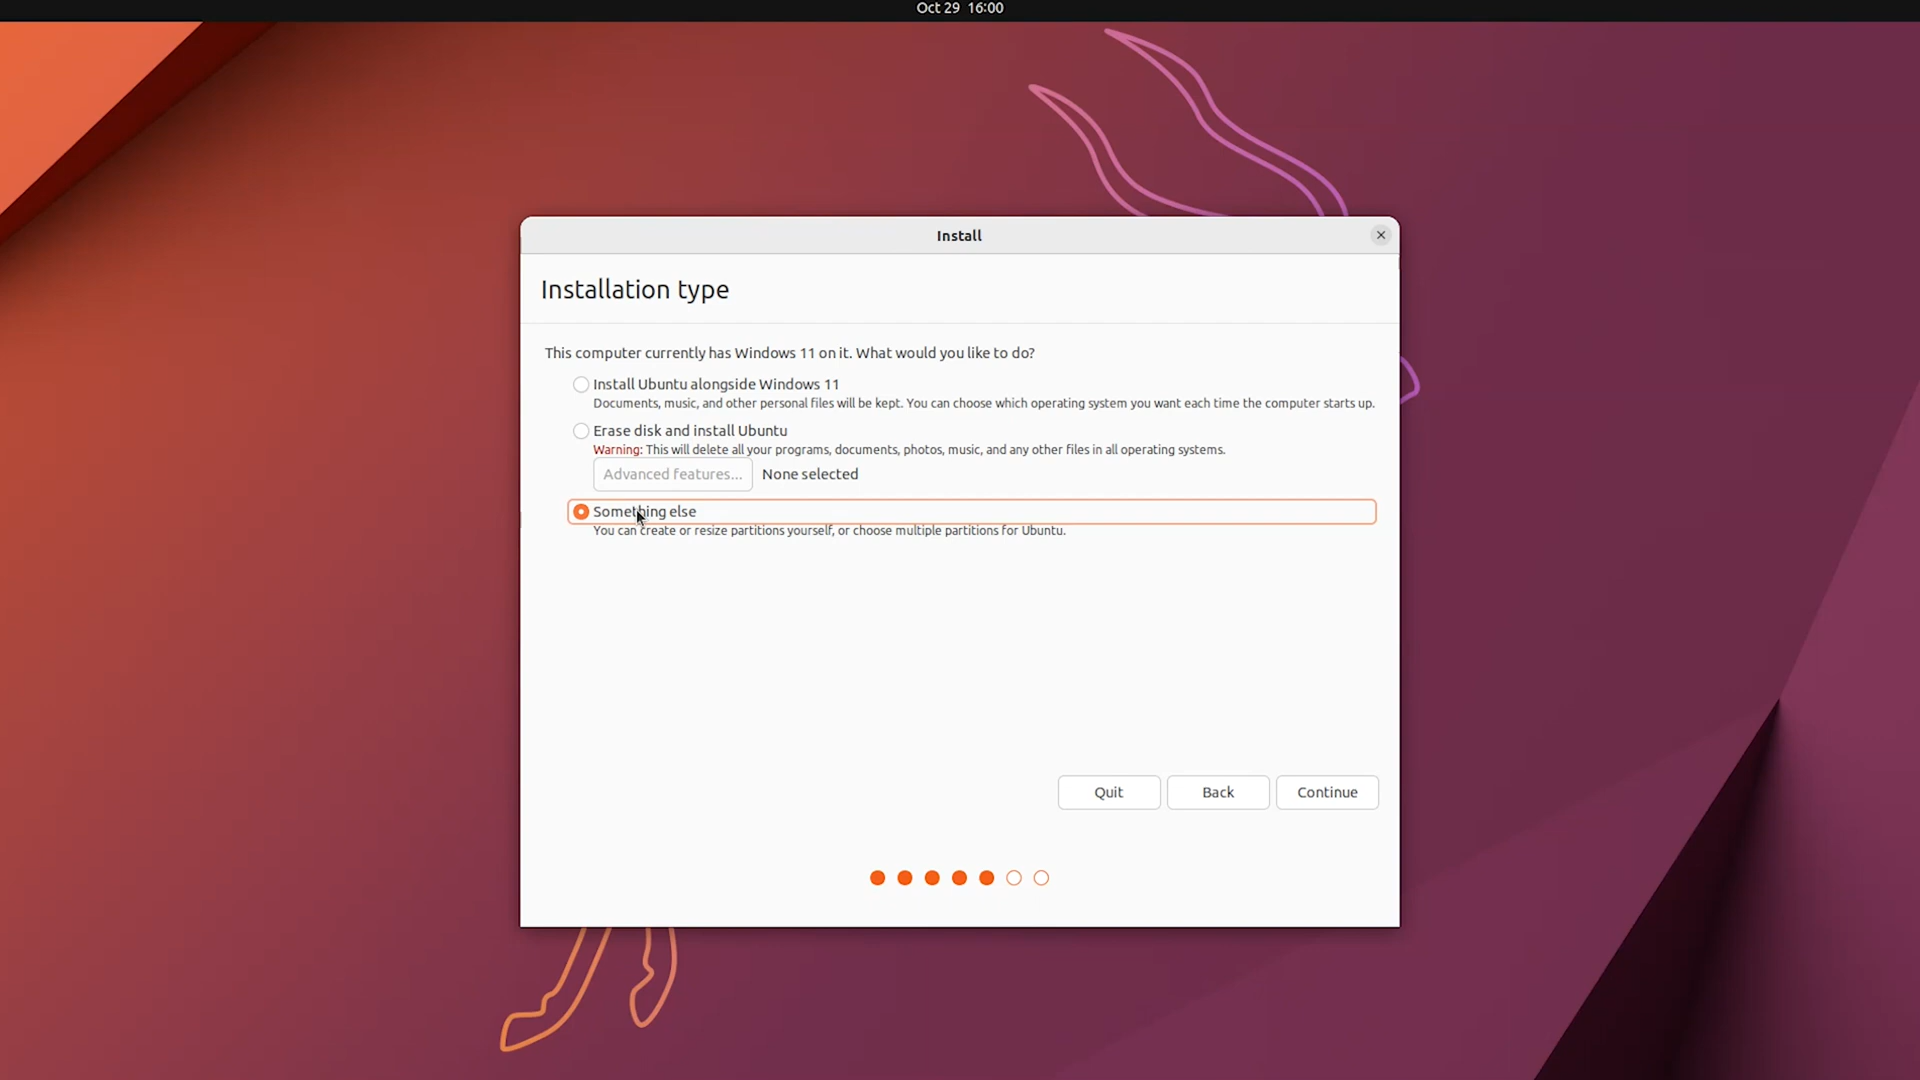 Oct 29 16:00
Install
Installation type
This computer currently has Windows 11 on it. What would you like to do?
Install Ubuntu alongside Windows 11
Documents, music, and other personal files will be kept. You can choose which operating system you want each time the computer starts up.
Erase disk and install Ubuntu
Warning: This will delete all your programs, documents, photos, music, and any other files in all operating systems.
Advanced features... None selected
Something else
You can create or resize partitions yourself, or choose multiple partitions for Ubuntu.
Quit Back Continue